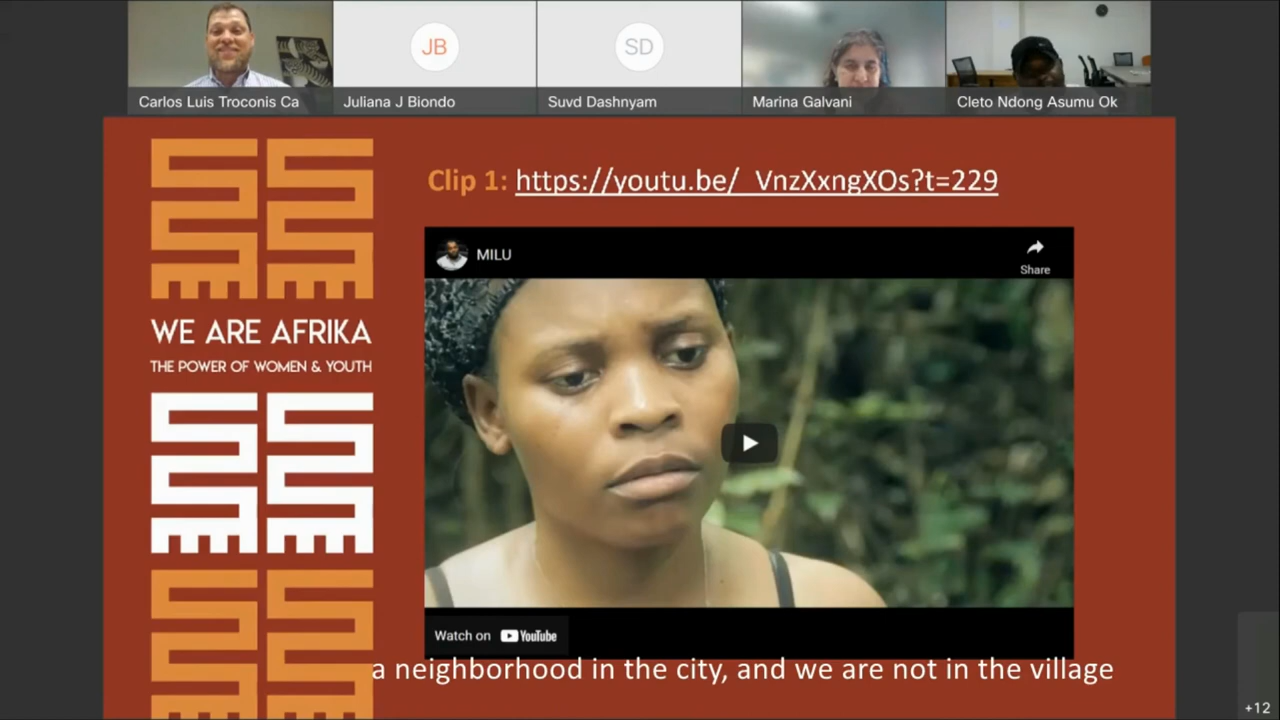 JB
SD
Carlos Luis Troconis Ca
Juliana J Biondo
Suvd Dashnyam
Marina Galvani
Cleto Ndong Asumu Ok
Clip 1: https://youtu.be/_VnzXxngXOs?t=229
MILU
Share
WE ARE AFRIKA
THE POWER OF WOMEN & YOUTH
Watch on YouTube
a neighborhood in the city, and we are not in the village
+12